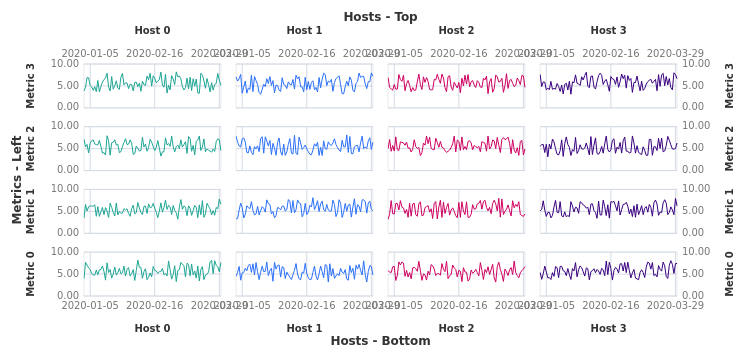 Hosts - Top
Host 0 Host 1 Host 2 Host 3
2020-01-05 2020-02-16 2020-03-29 2020-01-05 2020-02-16 2020-03-29 2020-01-05 2020-02-16 2020-03-29 2020-01-05 2020-02-16 2020-03-29
Metrics - Left
Metric 3 10.00 5.00 0.00 10.00 5.00 0.00 Metric 3
Metric 2 10.00 5.00 0.00 10.00 5.00 0.00 Metric 2
Metric 1 10.00 5.00 0.00 10.00 5.00 0.00 Metric 1
Metric 0 10.00 5.00 0.00 10.00 5.00 0.00 Metric 0
2020-01-05 2020-02-16 2020-03-29 2020-01-05 2020-02-16 2020-03-29 2020-01-05 2020-02-16 2020-03-29 2020-01-05 2020-02-16 2020-03-29
Host 0 Host 1 Host 2 Host 3
Hosts - Bottom